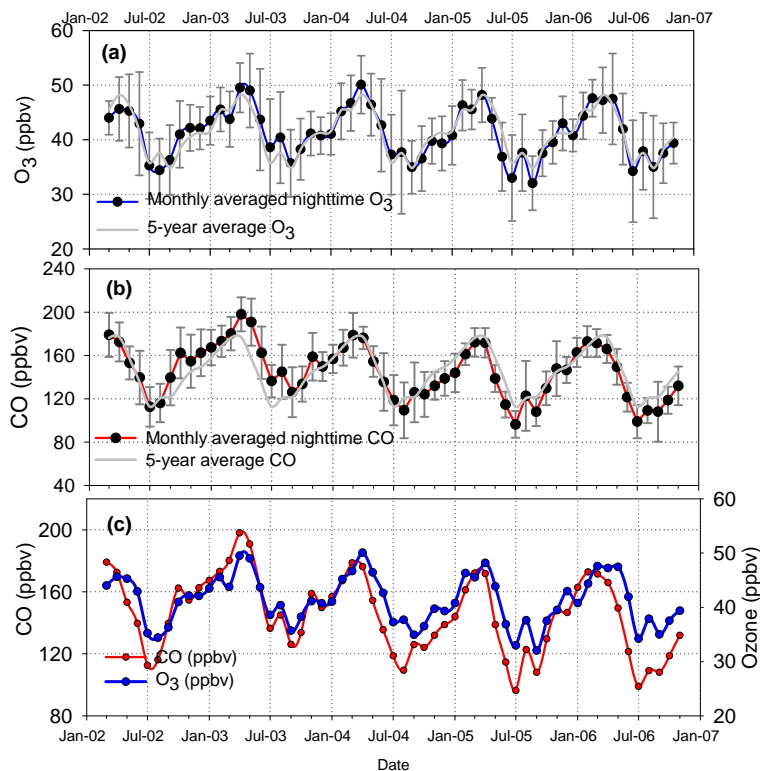 Jan-02 Jan-03 Jan-04 Jan-05 Jan-06 Jan-07
Jul-02 Jul-03 Jul-04 Jul-05 Jul-06
(a)
O3 (ppbv)
60
50
40
30
20
Monthly averaged nighttime O3
5-year average O3
(b)
CO (ppbv)
240
200
160
120
80
40
Monthly averaged nighttime CO
5-year average CO
(c)
CO (ppbv)
200
160
120
80
60
50
40
30
20
Ozone (ppbv)
CO (ppbv)
O3 (ppbv)
Jan-02 Jul-02 Jan-03 Jul-03 Jan-04 Jul-04 Jan-05 Jul-05 Jan-06 Jul-06 Jan-07
Date